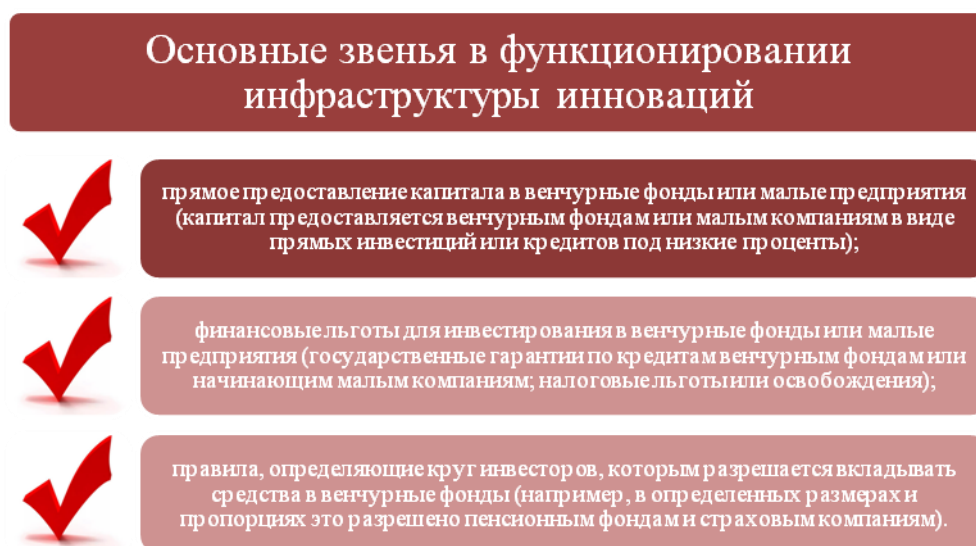 Основные звенья в функционировании
инфраструктуры инноваций
прямое предоставление капитала в венчурные фонды или малые предприятия
(капитал предоставляется венчурным фондам или малым компаниям в виде
прямых инвестиций или кредитов под низкие проценты);
финансовые льготы для инвестирования в венчурные фонды или малые
предприятия (государственные гарантии по кредитам венчурным фондам или
начинающим малым компаниям; налоговые льготы или освобождения);
правила, определяющие круг инвесторов, которым разрешается вкладывать
средства в венчурные фонды (например, в определенных размерах и
пропорциях это разрешено пенсионным фондам и страховым компаниям).